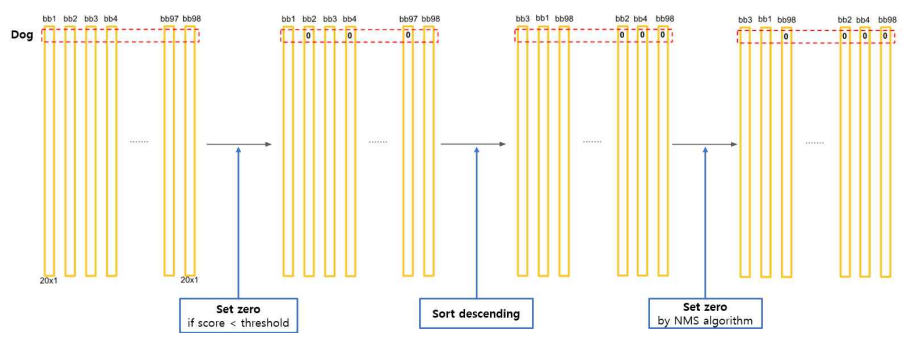 bb1 bb2 bb3 bb4 bb97 bb98
bb1 bb2 bb3 bb4 bb97 bb98
bb3 bb1 bb98 bb2 bb4 bb98
bb3 bb1 bb98 bb2 bb4 bb98
Dog
0 0 0
0 0 0
0 0 0 0
.......
.......
.......
.......
20x1 20x1
Set zero
if score < threshold
Sort descending
Set zero
by NMS algorithm